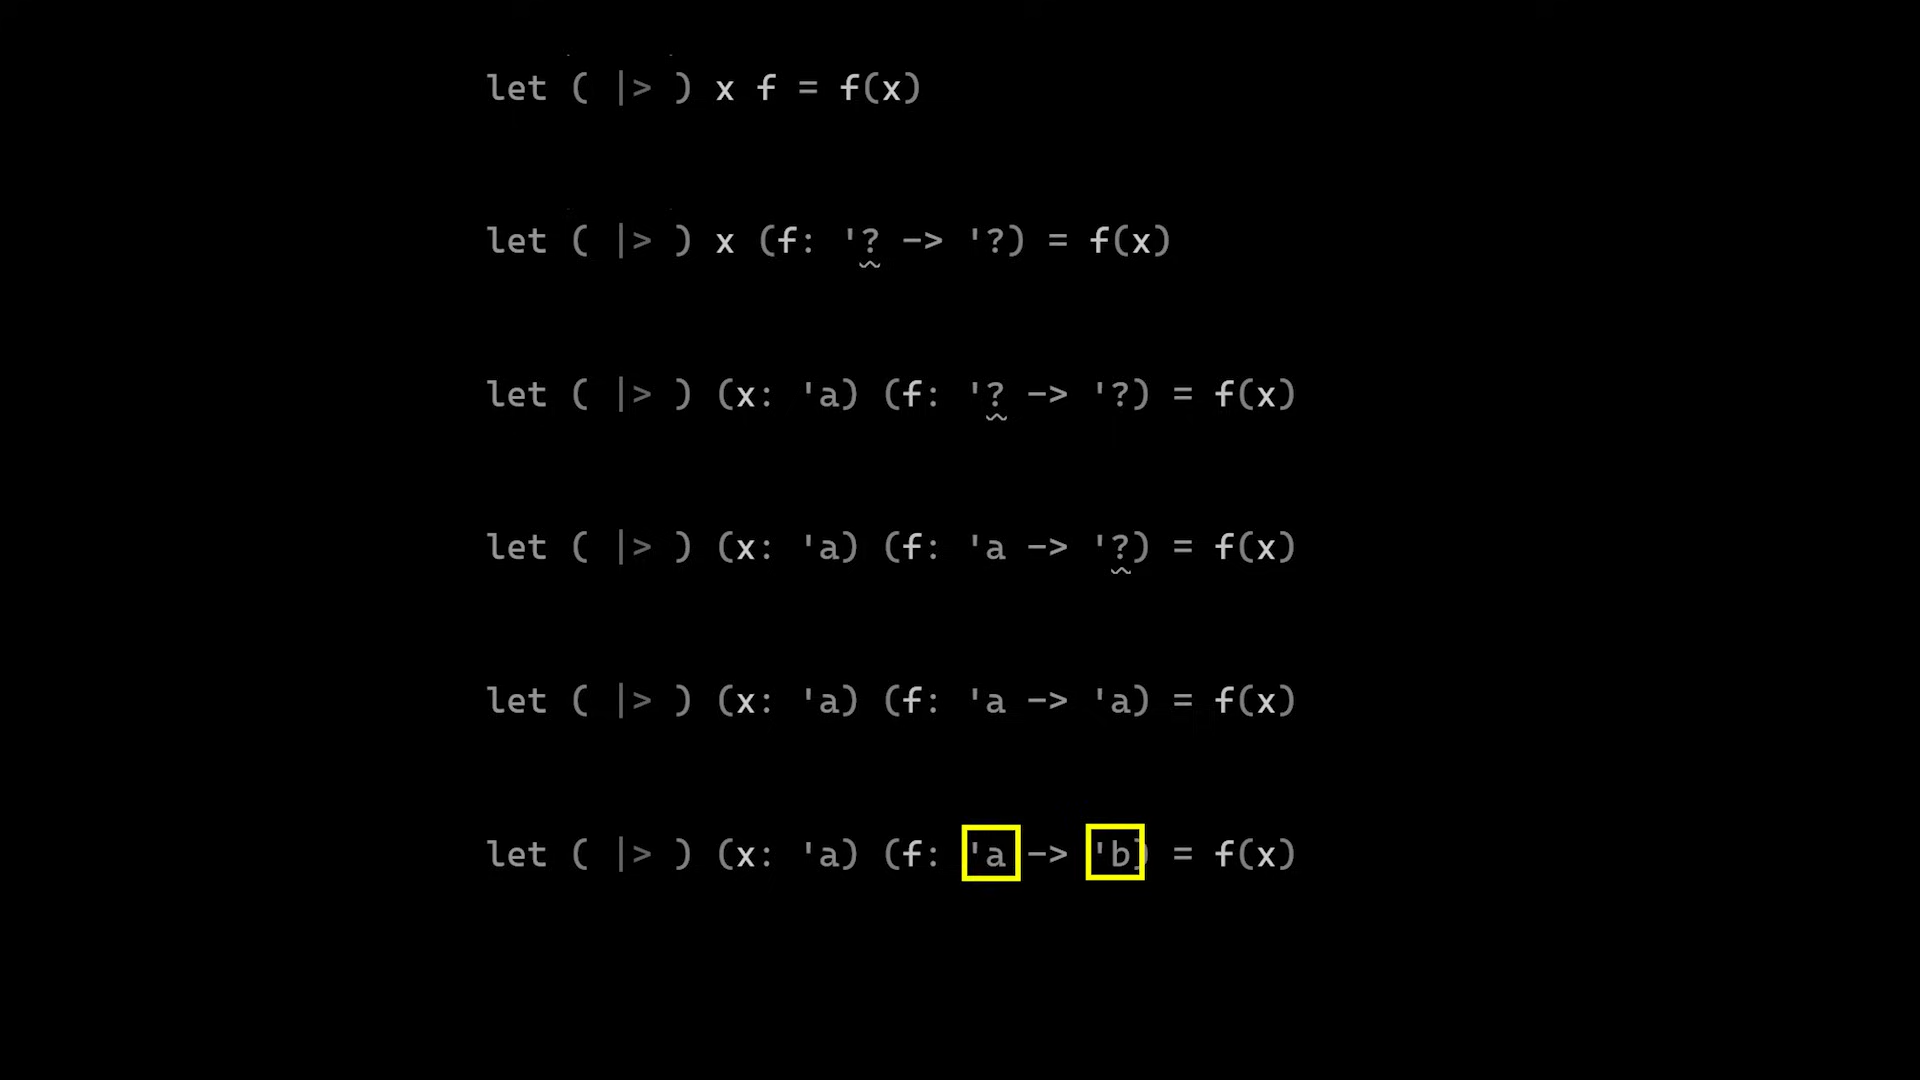 let ( |> ) x f = f(x)
let ( |> ) x (f: '? -> '?) = f(x)
let ( |> ) (x: 'a) (f: '? -> '?) = f(x)
let ( |> ) (x: 'a) (f: 'a -> '?) = f(x)
let ( |> ) (x: 'a) (f: 'a -> 'a) = f(x)
let ( |> ) (x: 'a) (f: 'a -> 'b) = f(x)